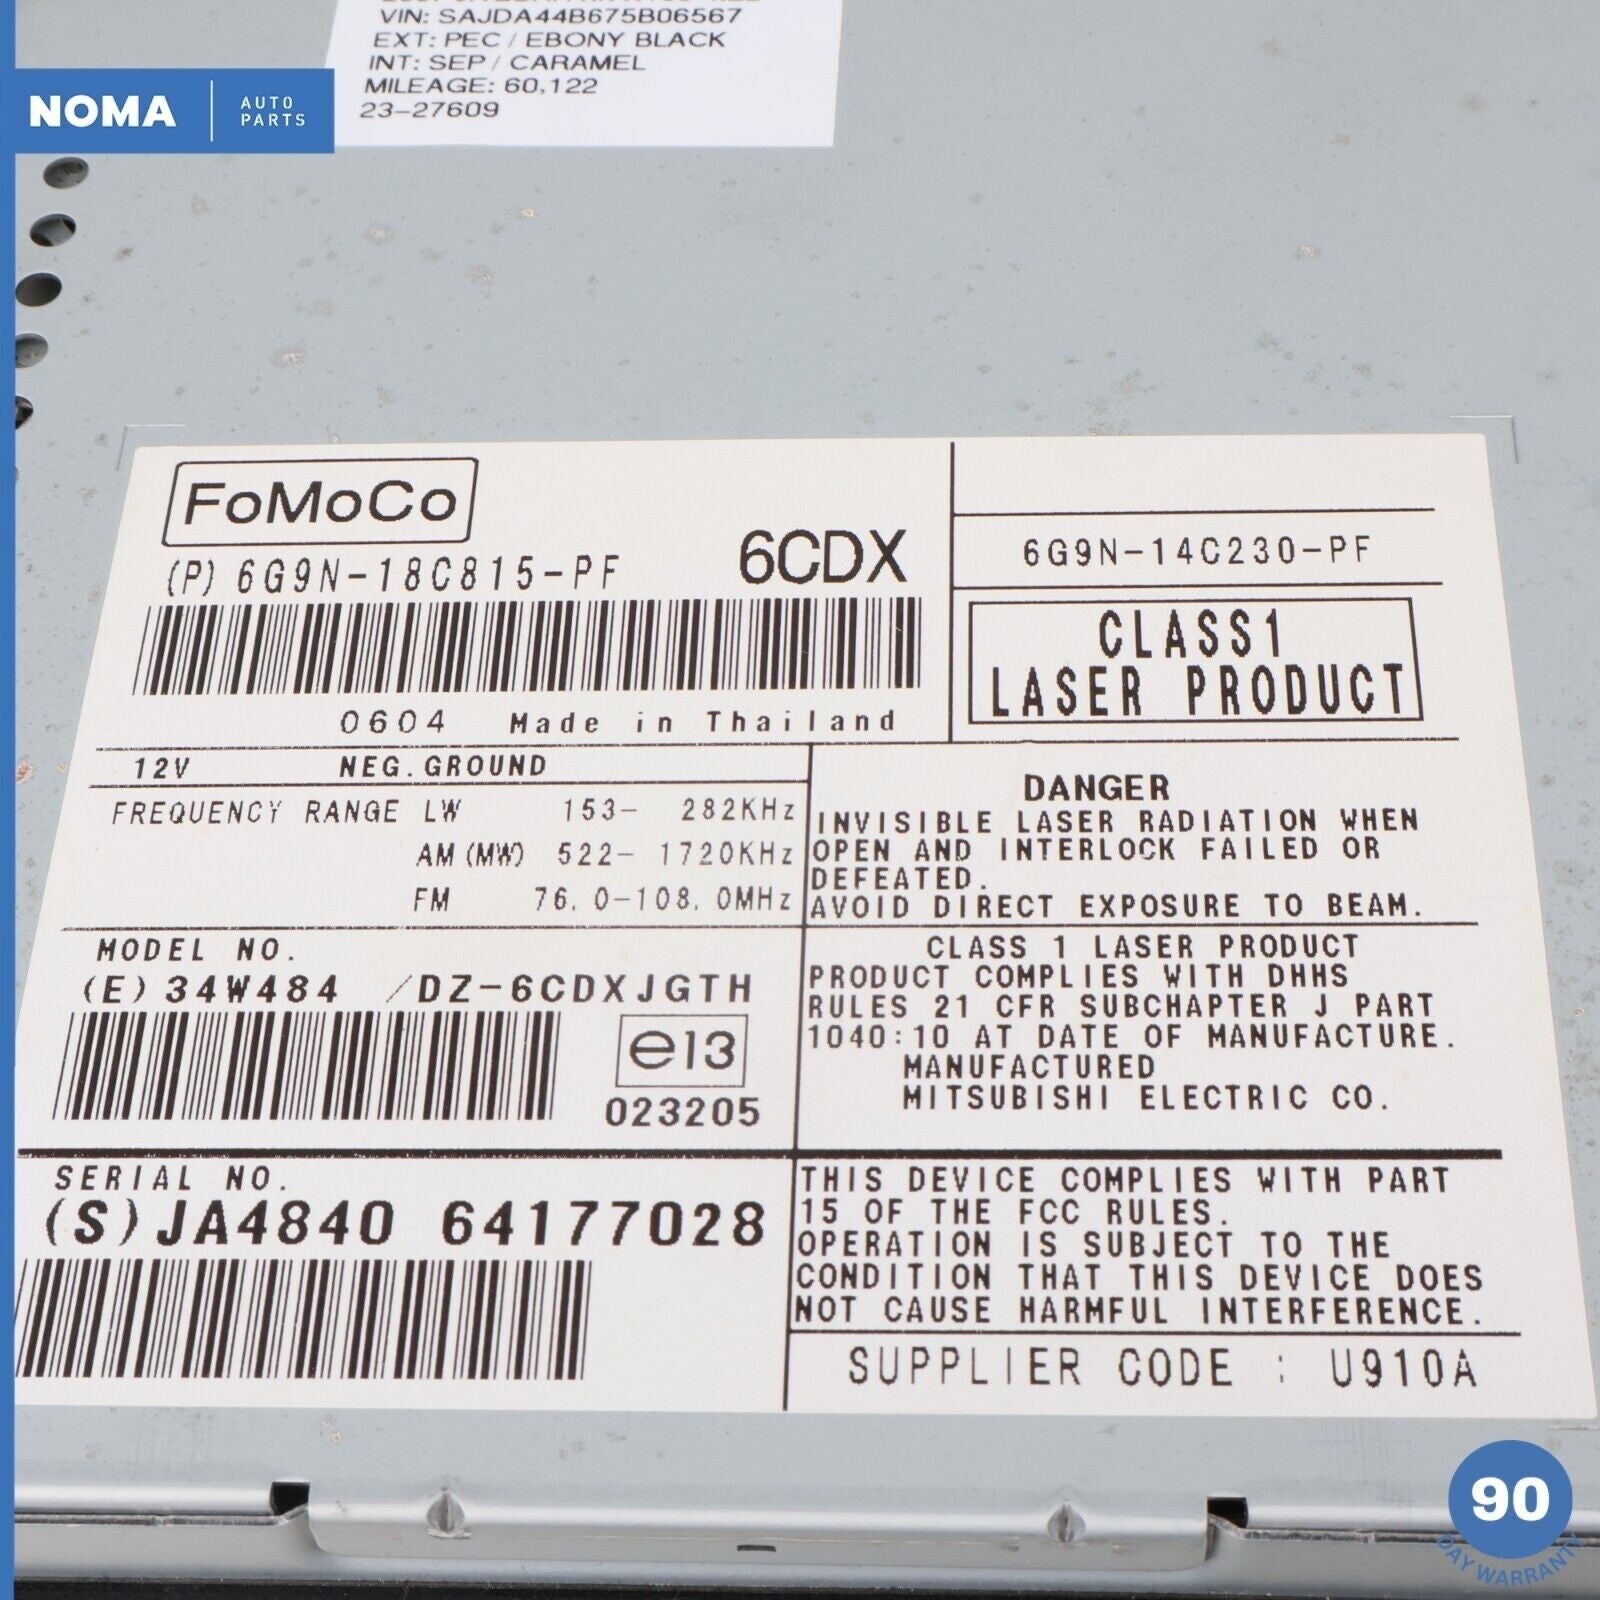 VIN: SAJDA44B675B06567
EXT: PEC / EBONY BLACK
INT: SEP / CARAMEL
MILEAGE: 60,122
23-27609
NOMA AUTO PARTS
FoMoCo
(P) 6G9N-18C815-PF
6CDX
0604 Made in Thailand
6G9N-14C230-PF
CLASS1
LASER PRODUCT
12V NEG.GROUND
FREQUENCY RANGE LW 153- 282KHz
AM(MW) 522- 1720KHz
FM 76.0-108.0MHz
DANGER
INVISIBLE LASER RADIATION WHEN
OPEN AND INTERLOCK FAILED OR
DEFEATED.
AVOID DIRECT EXPOSURE TO BEAM.
MODEL NO.
(E) 34W484 /DZ-6CDXJGTH
e13
023205
CLASS 1 LASER PRODUCT
PRODUCT COMPLIES WITH DHHS
RULES 21 CFR SUBCHAPTER J PART
1040:10 AT DATE OF MANUFACTURE.
MANUFACTURED
MITSUBISHI ELECTRIC CO.
SERIAL NO.
(S)JA4840 64177028
THIS DEVICE COMPLIES WITH PART
15 OF THE FCC RULES.
OPERATION IS SUBJECT TO THE
CONDITION THAT THIS DEVICE DOES
NOT CAUSE HARMFUL INTERFERENCE.
SUPPLIER CODE : U910A
90
DAY WARRANTY